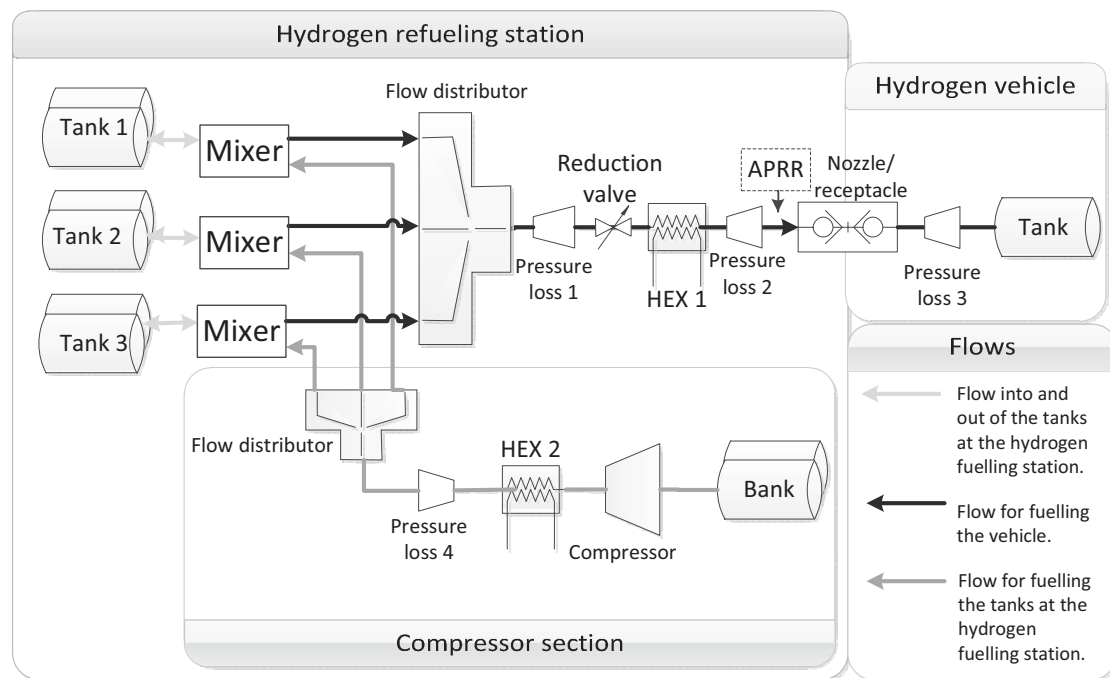 Hydrogen refueling station
Hydrogen vehicle
Flow distributor
Tank 1
Mixer
Reduction
valve
APRR
Nozzle/
receptacle
Tank 2
Mixer
Tank
Pressure
loss 1
HEX 1
Pressure
loss 2
Pressure
loss 3
Tank 3
Mixer
Flow distributor
HEX 2
Bank
Pressure
loss 4
Compressor
Compressor section
Flows
Flow into and
out of the tanks
at the hydrogen
fuelling station.
Flow for fuelling
the vehicle.
Flow for fuelling
the tanks at the
hydrogen
fuelling station.